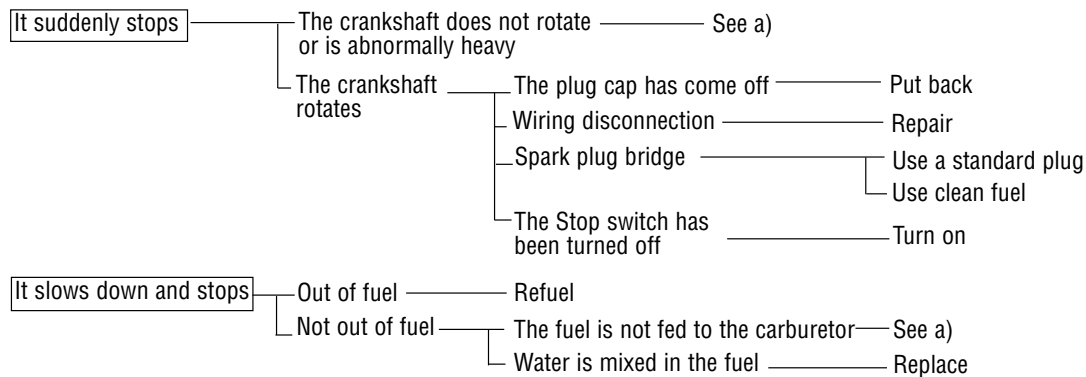 It suddenly stops
The crankshaft does not rotate
or is abnormally heavy
See a)
The crankshaft
rotates
The plug cap has come off
Put back
Wiring disconnection
Repair
Spark plug bridge
Use a standard plug
Use clean fuel
The Stop switch has
been turned off
Turn on
It slows down and stops
Out of fuel
Refuel
Not out of fuel
The fuel is not fed to the carburetor
See a)
Water is mixed in the fuel
Replace